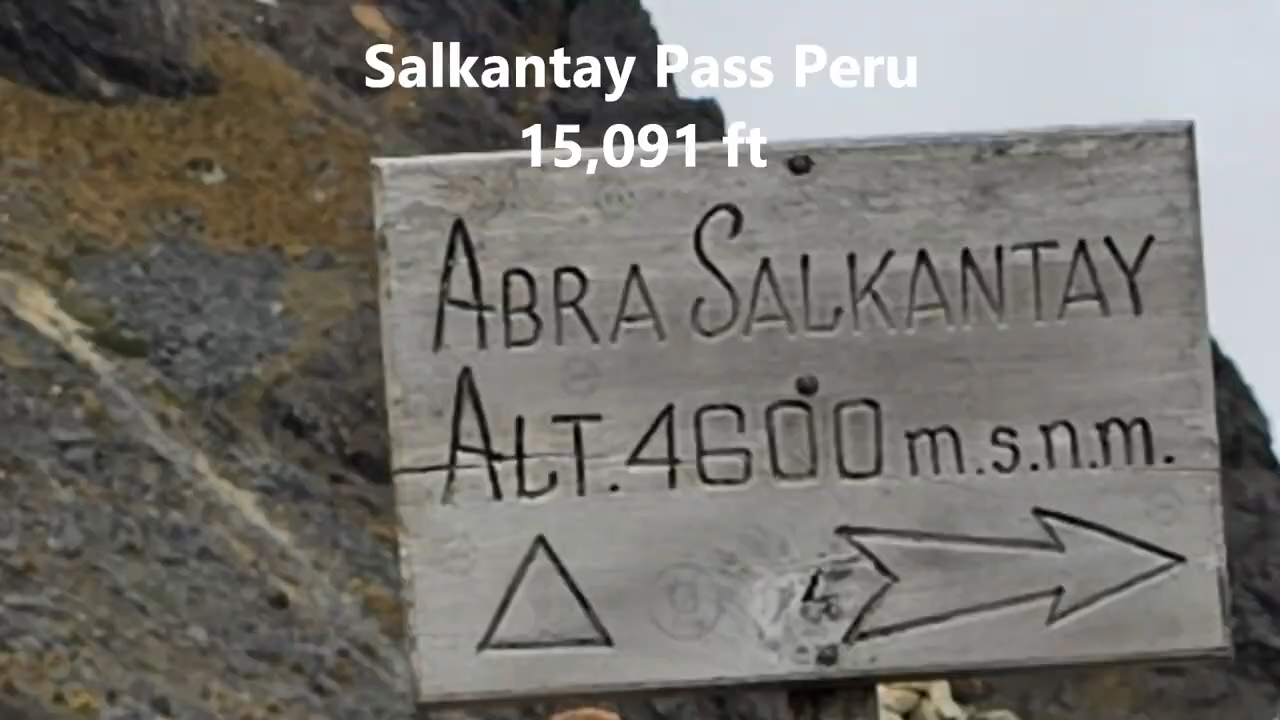 Salkantay Pass Peru
15,091 ft
ABRA SALKANTAY
ALT. 4600 m.s.n.m.